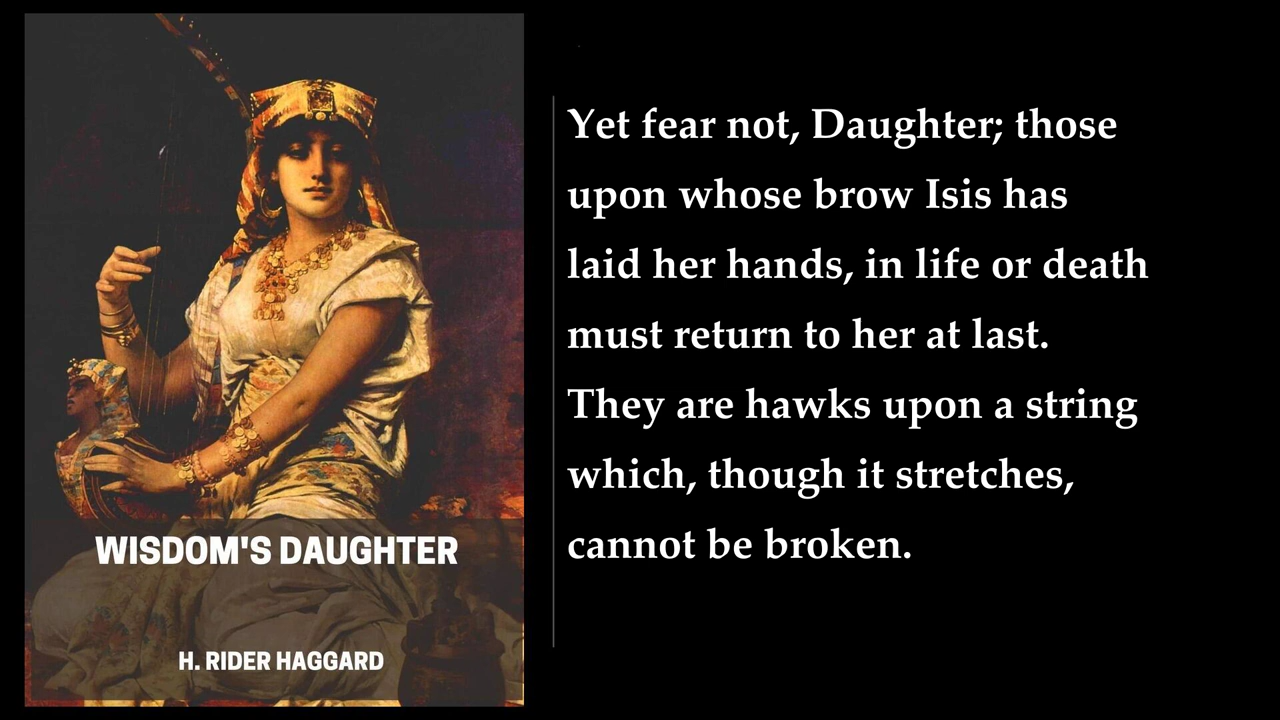 WISDOM'S DAUGHTER
H. RIDER HAGGARD
Yet fear not, Daughter; those
upon whose brow Isis has
laid her hands, in life or death
must return to her at last.
They are hawks upon a string
which, though it stretches,
cannot be broken.